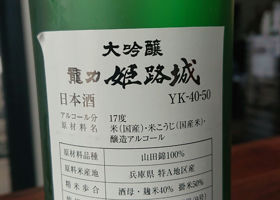 大吟醸
龍力 姫路城
日本酒 YK-40-50
アルコール分 17度
原材料名 米(国産)・米こうじ(国産米)・
醸造アルコール
原材料品種 山田錦100%
原料米産地 兵庫県 特A地区産
精米歩合 酒母・麹米40% 掛米50%